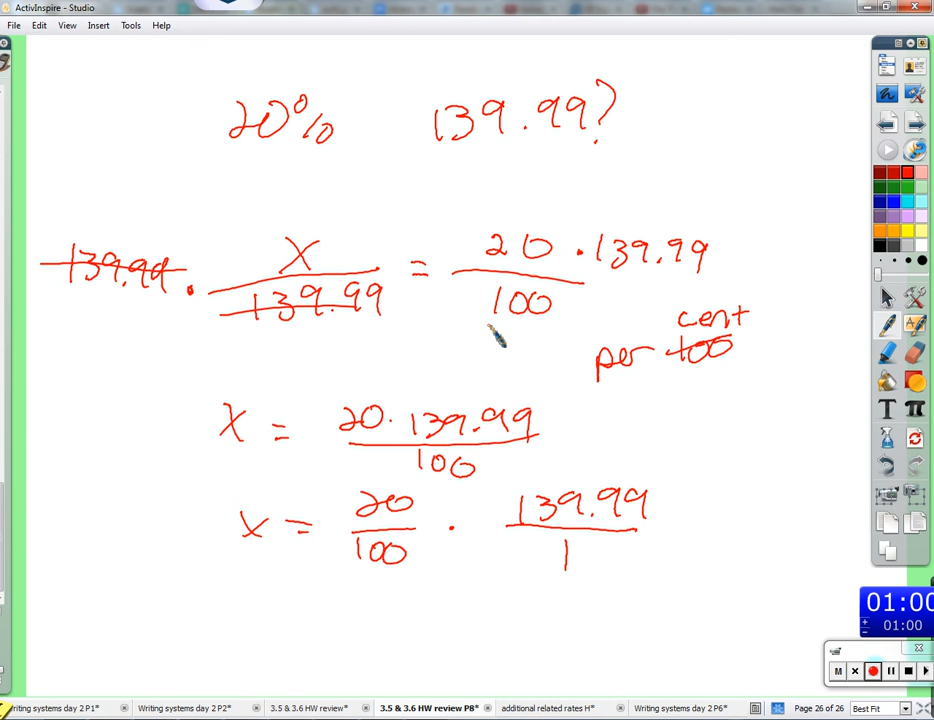 ActivInspire - Studio
File Edit View Insert Tools Help
20% 139.99?
139.99 · x/139.99 = 20/100 · 139.99
cent
per 100
x = 20 · 139.99/100
x = 20/100 · 139.99/1
01:00
01:00
M
Writing systems day 2 P1* Writing systems day 2 P2* 3.5 & 3.6 HW review* 3.5 & 3.6 HW review P8* additional related rates H* Writing systems day 2 P6* Page 26 of 26 Best Fit